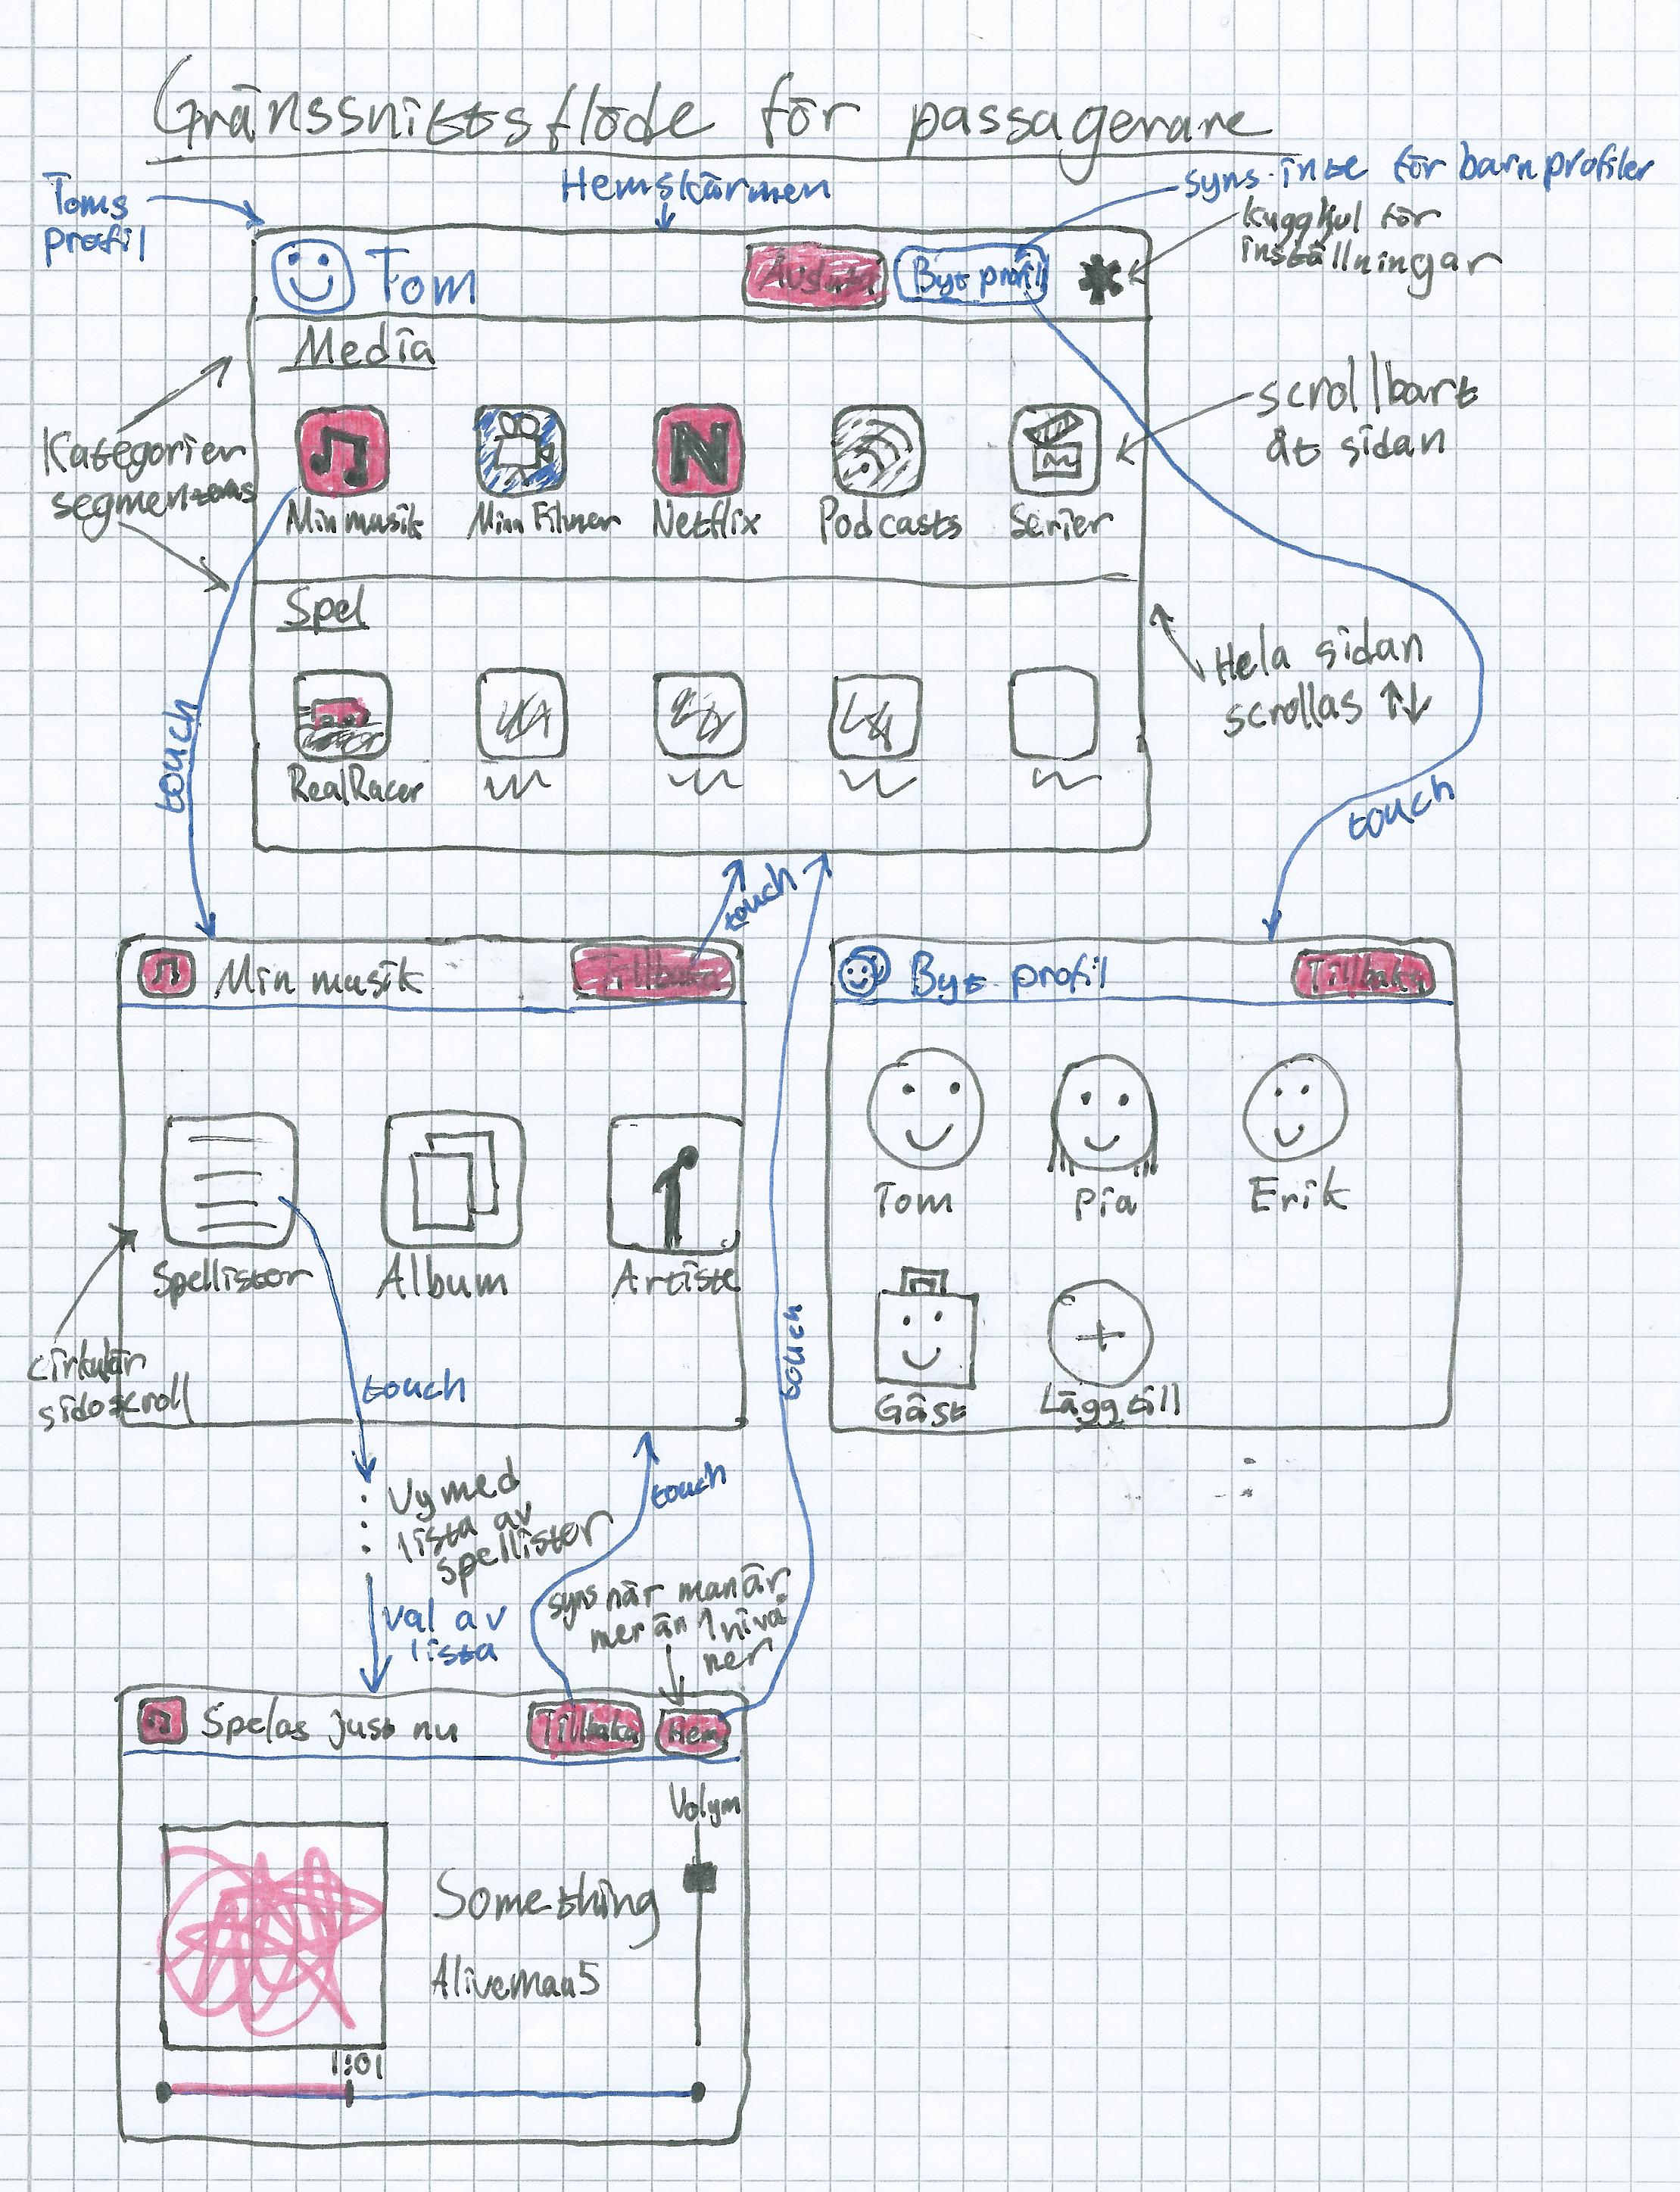 Gränssnittsflöde för passagerare
Toms
profil
Hemskärmen
syns inte för barnprofiler
kugghjul för
inställningar
Tom
Avsluta
Byt profil
Media
Kategorier
segmenteras
scrollbart
åt sidan
N
Min musik
Mina Filmer
Netflix
Podcasts
Serier
Spel
Hela sidan
scrollas ↑↓
RealRacer
touch
touch
touch
Min musik
Tillbaka
Byt profil
Tillbaka
Tom
Pia
Erik
Spellistor
Album
Artiste
cirkulär
sidoscroll
touch
touch
Gäst
Lägg till
Vy med
lista av
spellistor
touch
val av
lista
syns när man är
mer än 1 nivå
ner
Spelas just nu
Tillbaka
Hem
Volym
Something
Aliveman5
1:01